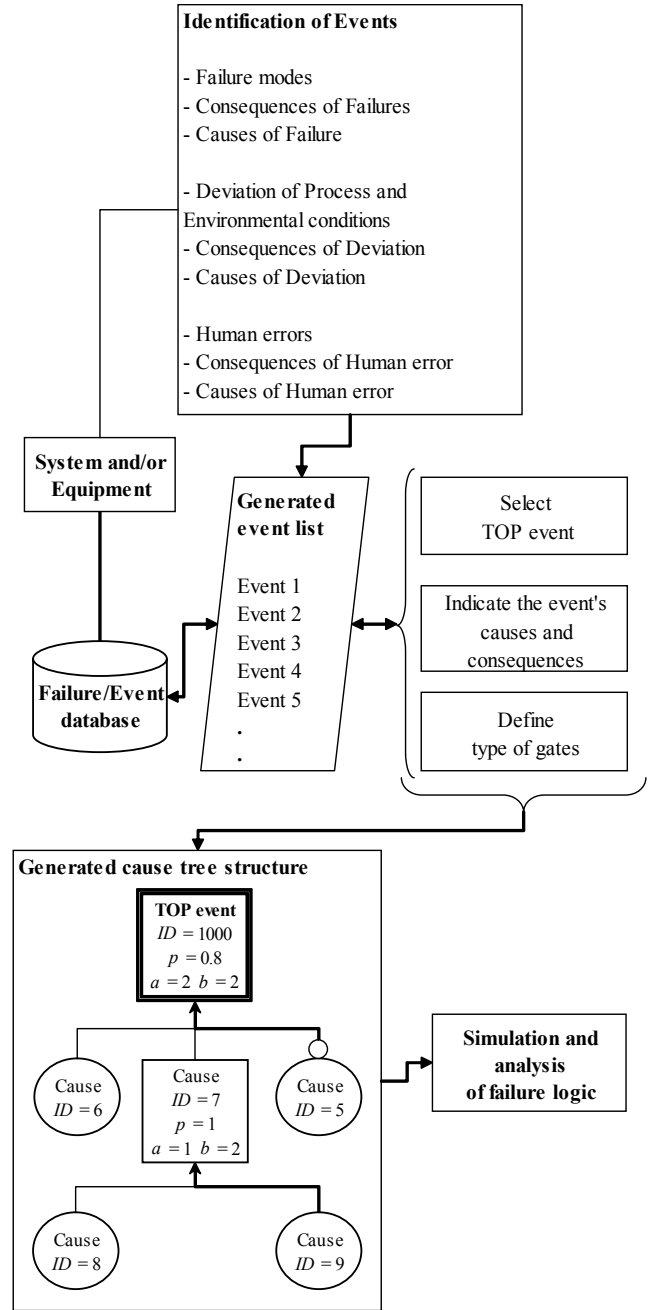 Identification of Events
- Failure modes
- Consequences of Failures
- Causes of Failure
- Deviation of Process and
Environmental conditions
- Consequences of Deviation
- Causes of Deviation
- Human errors
- Consequences of Human error
- Causes of Human error
System and/or
Equipment
Failure/Event
database
Generated
event list
Event 1
Event 2
Event 3
Event 4
Event 5
.
.
Select
TOP event
Indicate the event's
causes and
consequences
Define
type of gates
Generated cause tree structure
TOP event
ID = 1000
p = 0.8
a = 2 b = 2
Cause
ID = 6
Cause
ID = 7
p = 1
a = 1 b = 2
Cause
ID = 5
Cause
ID = 8
Cause
ID = 9
Simulation and
analysis
of failure logic